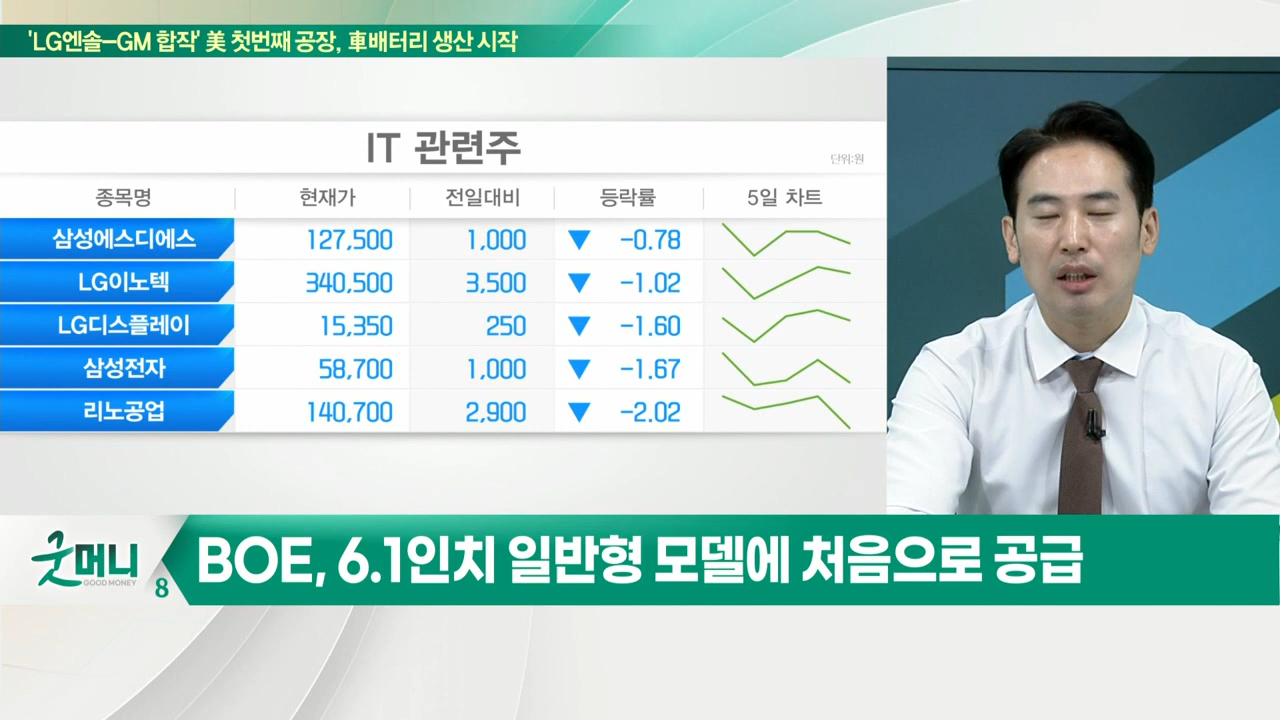 'LG엔솔-GM 합작' 美 첫번째 공장, 車배터리 생산 시작
IT 관련주
단위:원
종목명 현재가 전일대비 등락률 5일 차트
삼성에스디에스 127,500 1,000 ▼ -0.78
LG이노텍 340,500 3,500 ▼ -1.02
LG디스플레이 15,350 250 ▼ -1.60
삼성전자 58,700 1,000 ▼ -1.67
리노공업 140,700 2,900 ▼ -2.02
굿머니
GOOD MONEY
8
BOE, 6.1인치 일반형 모델에 처음으로 공급